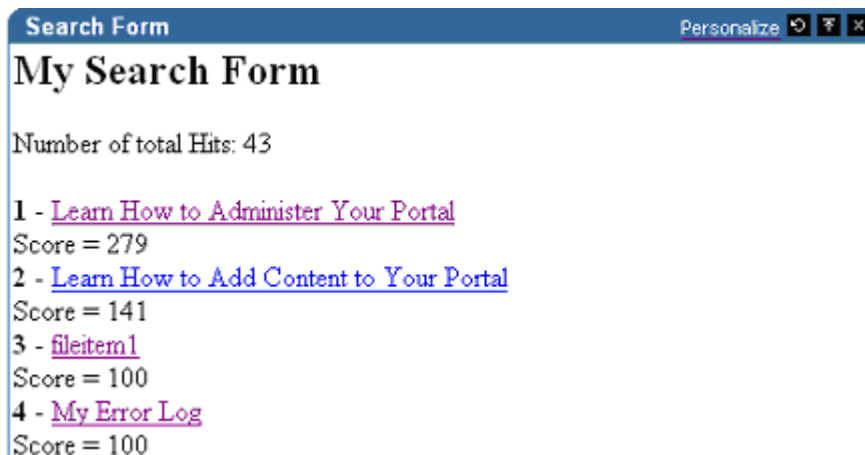 Search Form
Personalize
My Search Form
Number of total Hits: 43
1 - Learn How to Administer Your Portal
Score = 279
2 - Learn How to Add Content to Your Portal
Score = 141
3 - fileitem1
Score = 100
4 - My Error Log
Score = 100